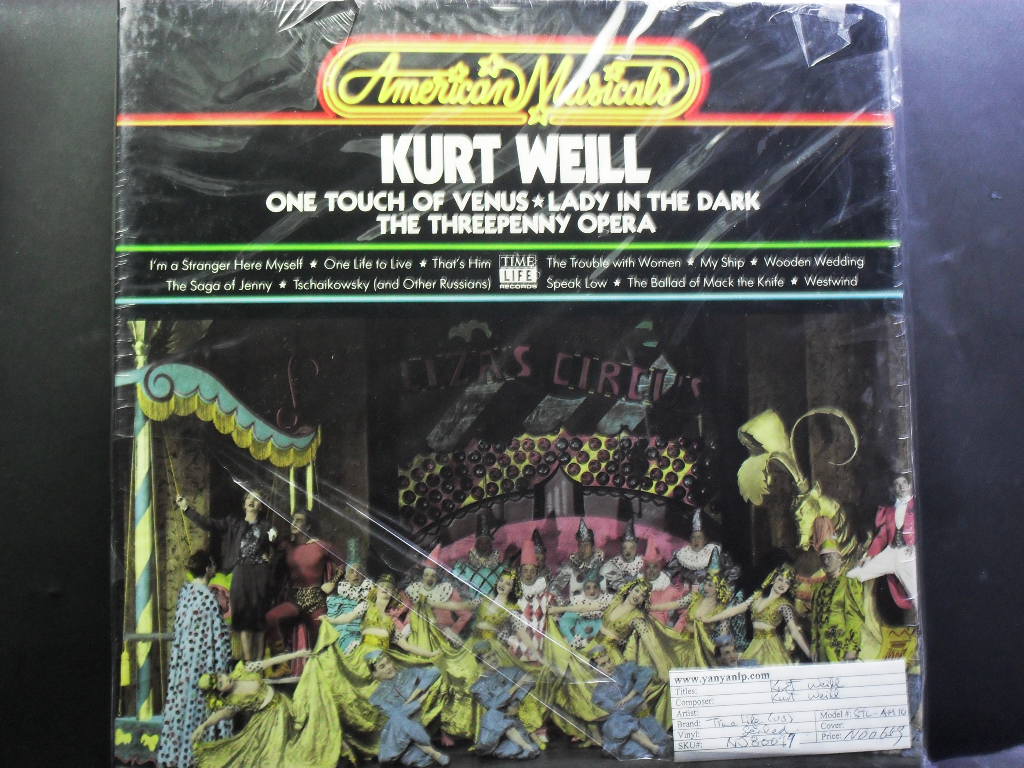 American Musicals
KURT WEILL
ONE TOUCH OF VENUS ★ LADY IN THE DARK
THE THREEPENNY OPERA
I'm a Stranger Here Myself ★ One Life to Live ★ That's Him
The Saga of Jenny ★ Tschaikowsky (and Other Russians)
TIME
LIFE
RECORDS
The Trouble with Women ★ My Ship ★ Wooden Wedding
Speak Low ★ The Ballad of Mack the Knife ★ Westwind
CIRCUS
www.yanyanlp.com
Titles: Kurt Weill
Composer: Kurt Weill
Artist:
Brand: Time Life (US) Model #: STL-AM10
Vinyl: Sealed Cover:
SKU#: Price: